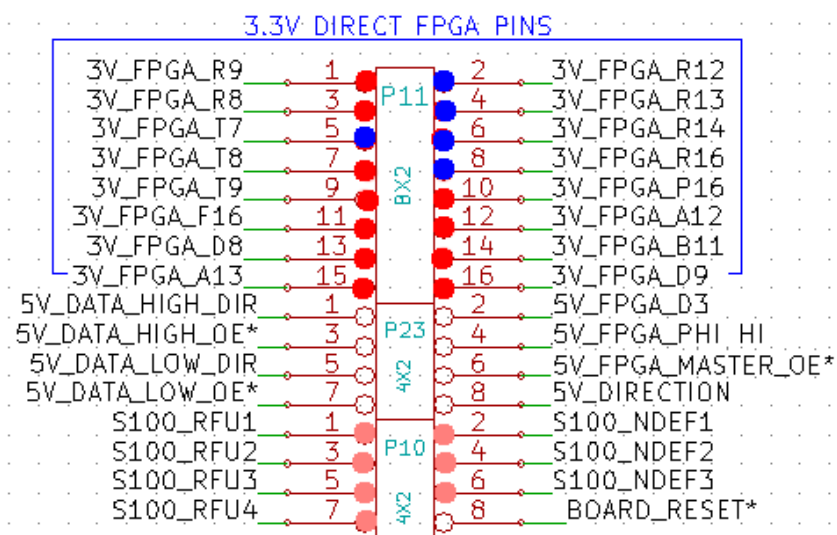 3.3V DIRECT FPGA PINS
3V_FPGA_R9 1 2 3V_FPGA_R12
P11
3V_FPGA_R8 3 4 3V_FPGA_R13
3V_FPGA_T7 5 6 3V_FPGA_R14
3V_FPGA_T8 7 8 3V_FPGA_R16
8X2
3V_FPGA_T9 9 10 3V_FPGA_P16
3V_FPGA_F16 11 12 3V_FPGA_A12
3V_FPGA_D8 13 14 3V_FPGA_B11
3V_FPGA_A13 15 16 3V_FPGA_D9
5V_DATA_HIGH_DIR 1 2 5V_FPGA_D3
5V_DATA_HIGH_OE* 3 P23 4 5V_FPGA_PHI HI
5V_DATA_LOW_DIR 5 6 5V_FPGA_MASTER_OE*
4X2
5V_DATA_LOW_OE* 7 8 5V_DIRECTION
S100_RFU1 1 2 S100_NDEF1
S100_RFU2 3 P10 4 S100_NDEF2
S100_RFU3 5 6 S100_NDEF3
S100_RFU4 7 4X2 8 BOARD_RESET*